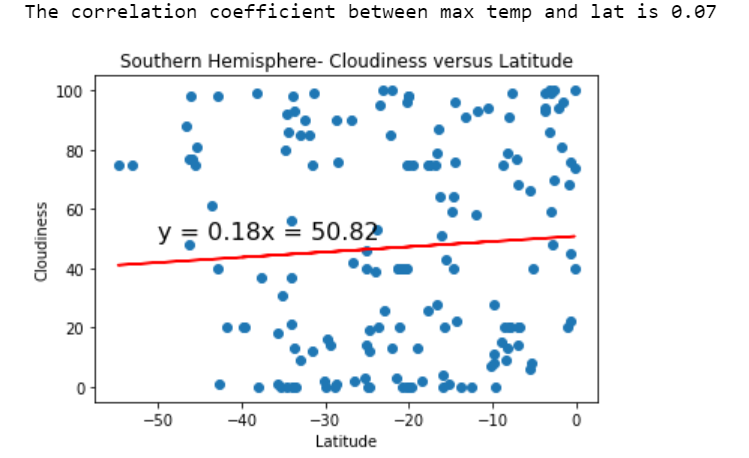 The correlation coefficient between max temp and lat is 0.07
Southern Hemisphere- Cloudiness versus Latitude
100
80
60
40
20
0
Cloudiness
y = 0.18x = 50.82
−50 −40 −30 −20 −10 0
Latitude